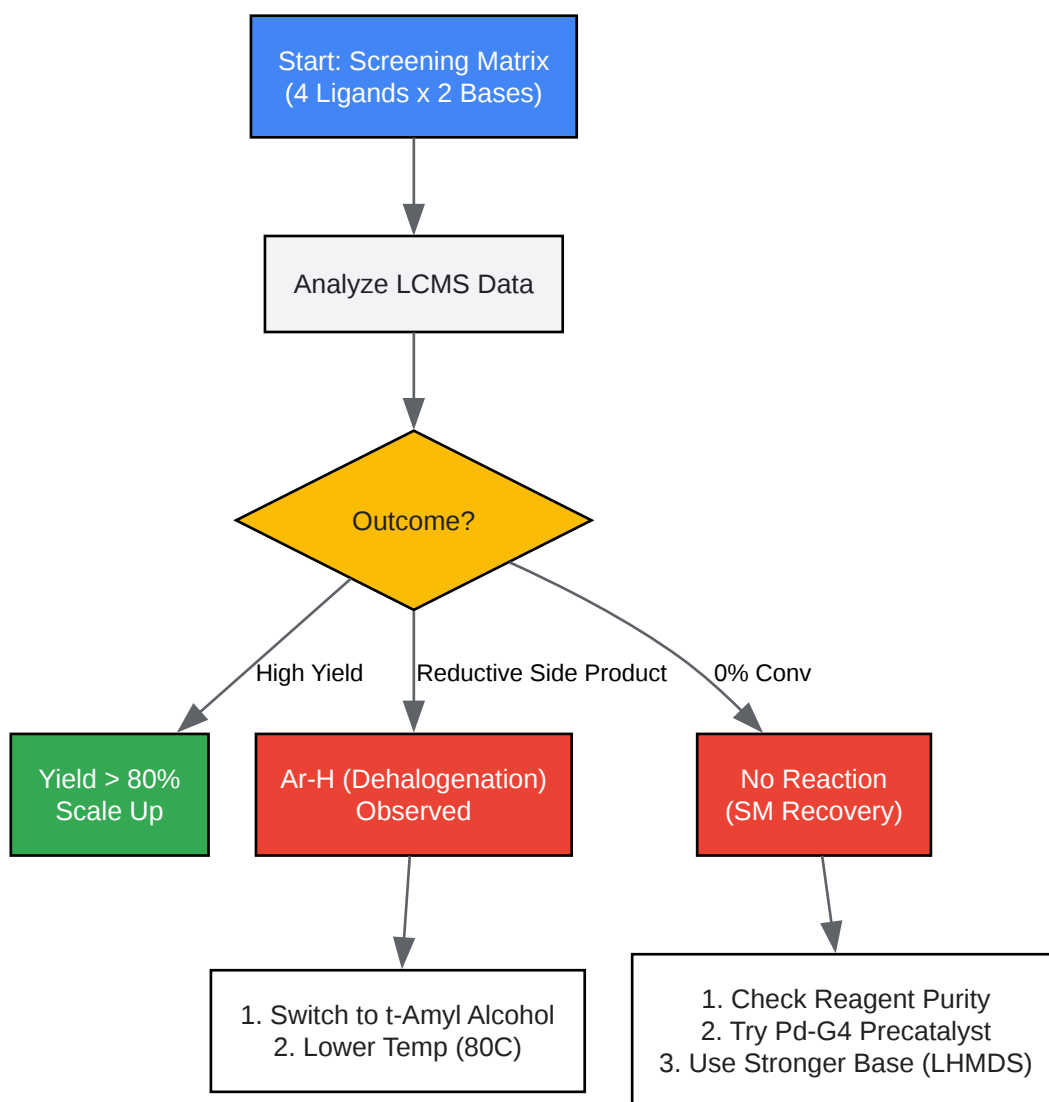 Start: Screening Matrix
(4 Ligands x 2 Bases)
Analyze LCMS Data
Outcome?
High Yield
Reductive Side Product
0% Conv
Yield > 80%
Scale Up
Ar-H (Dehalogenation)
Observed
No Reaction
(SM Recovery)
1. Switch to t-Amyl Alcohol
2. Lower Temp (80C)
1. Check Reagent Purity
2. Try Pd-G4 Precatalyst
3. Use Stronger Base (LHMDS)